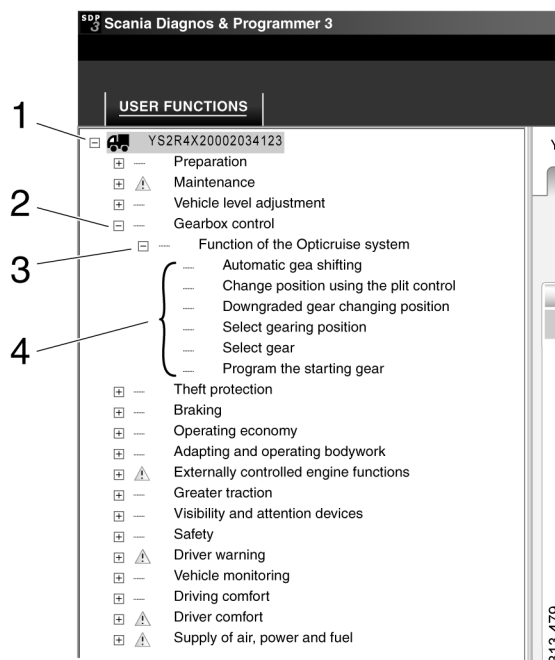 SDP 3 Scania Diagnos & Programmer 3
USER FUNCTIONS
1
YS2R4X20002034123
Preparation
Maintenance
Vehicle level adjustment
2
Gearbox control
3
Function of the Opticruise system
Automatic gea shifting
Change position using the plit control
Downgraded gear changing position
4
Select gearing position
Select gear
Program the starting gear
Theft protection
Braking
Operating economy
Adapting and operating bodywork
Externally controlled engine functions
Greater traction
Visibility and attention devices
Safety
Driver warning
Vehicle monitoring
Driving comfort
Driver comfort
Supply of air, power and fuel